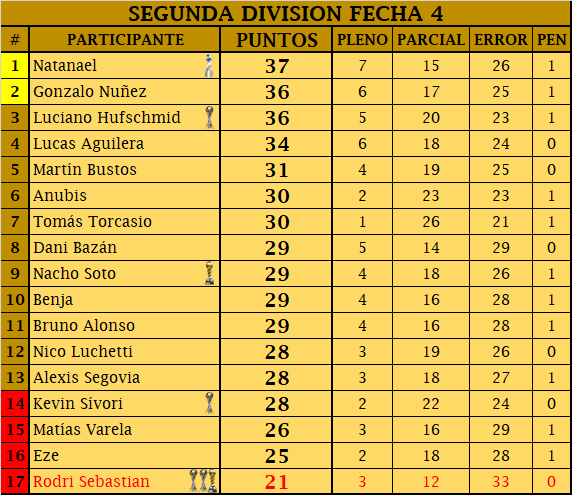 SEGUNDA DIVISION FECHA 4
# PARTICIPANTE PUNTOS PLENO PARCIAL ERROR PEN
1 Natanael 37 7 15 26 1
2 Gonzalo Nuñez 36 6 17 25 1
3 Luciano Hufschmid 36 5 20 23 1
4 Lucas Aguilera 34 6 18 24 0
5 Martín Bustos 31 4 19 25 0
6 Anubis 30 2 23 23 1
7 Tomás Torcasio 30 1 26 21 1
8 Dani Bazán 29 5 14 29 0
9 Nacho Soto 29 4 18 26 1
10 Benja 29 4 16 28 1
11 Bruno Alonso 29 4 16 28 1
12 Nico Luchetti 28 3 19 26 0
13 Alexis Segovia 28 3 18 27 1
14 Kevin Sívori 28 2 22 24 0
15 Matías Varela 26 3 16 29 1
16 Eze 25 2 18 28 1
17 Rodri Sebastian 21 3 12 33 0